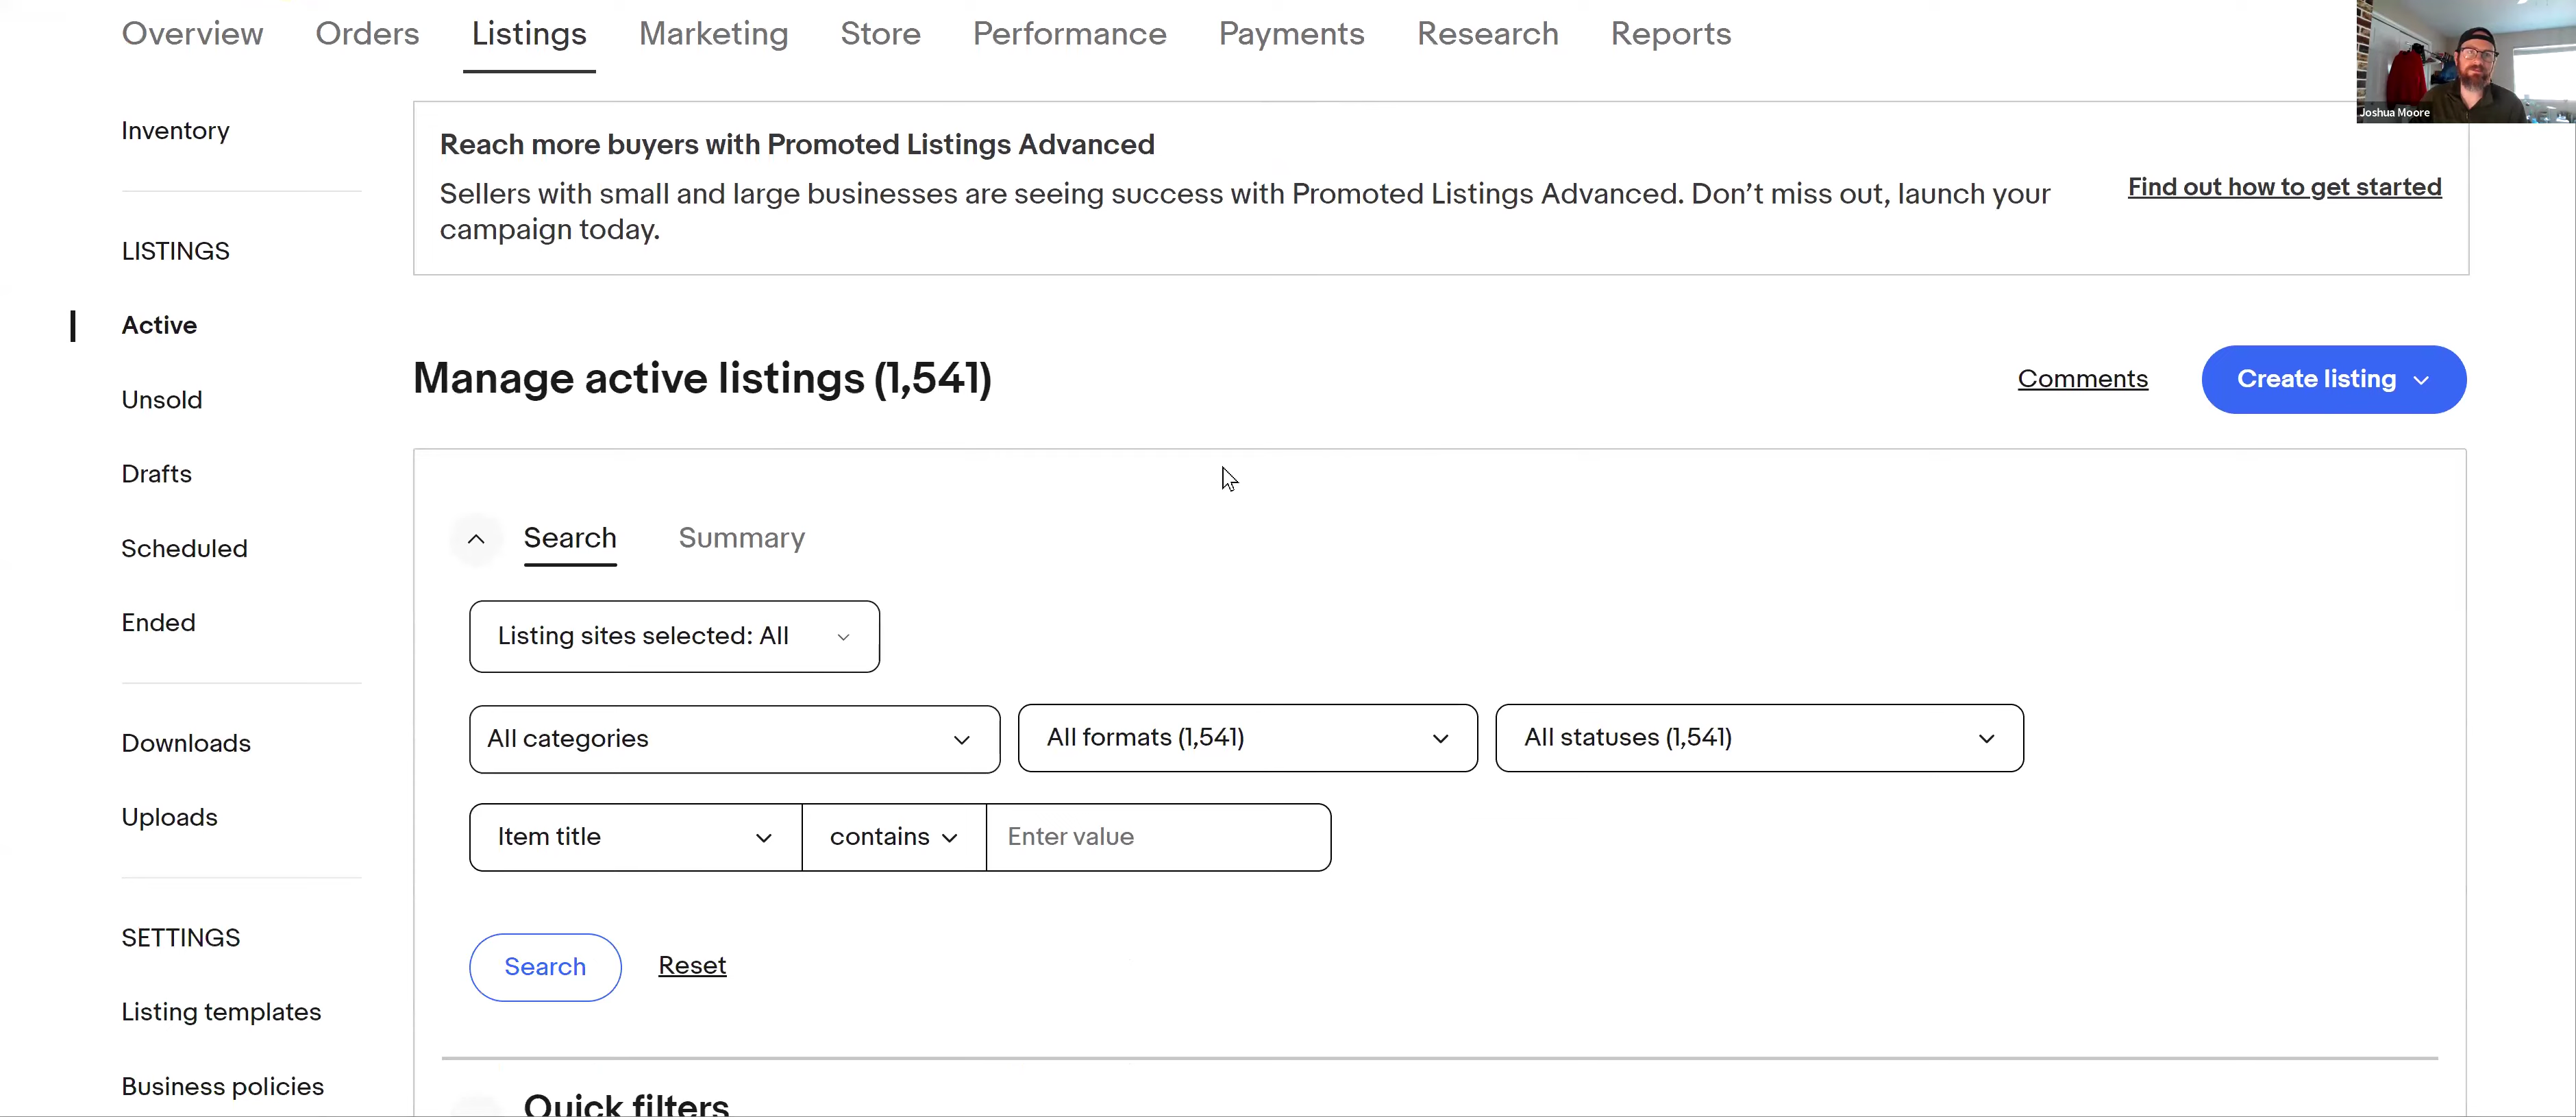 Overview Orders Listings Marketing Store Performance Payments Research Reports
Joshua Moore
Inventory
LISTINGS
Active
Unsold
Drafts
Scheduled
Ended
Downloads
Uploads
SETTINGS
Listing templates
Business policies
Reach more buyers with Promoted Listings Advanced
Sellers with small and large businesses are seeing success with Promoted Listings Advanced. Don’t miss out, launch your
campaign today.
Find out how to get started
Manage active listings (1,541)
Comments
Create listing
Search Summary
Listing sites selected: All
All categories All formats (1,541) All statuses (1,541)
Item title contains Enter value
Search Reset
Quick filters